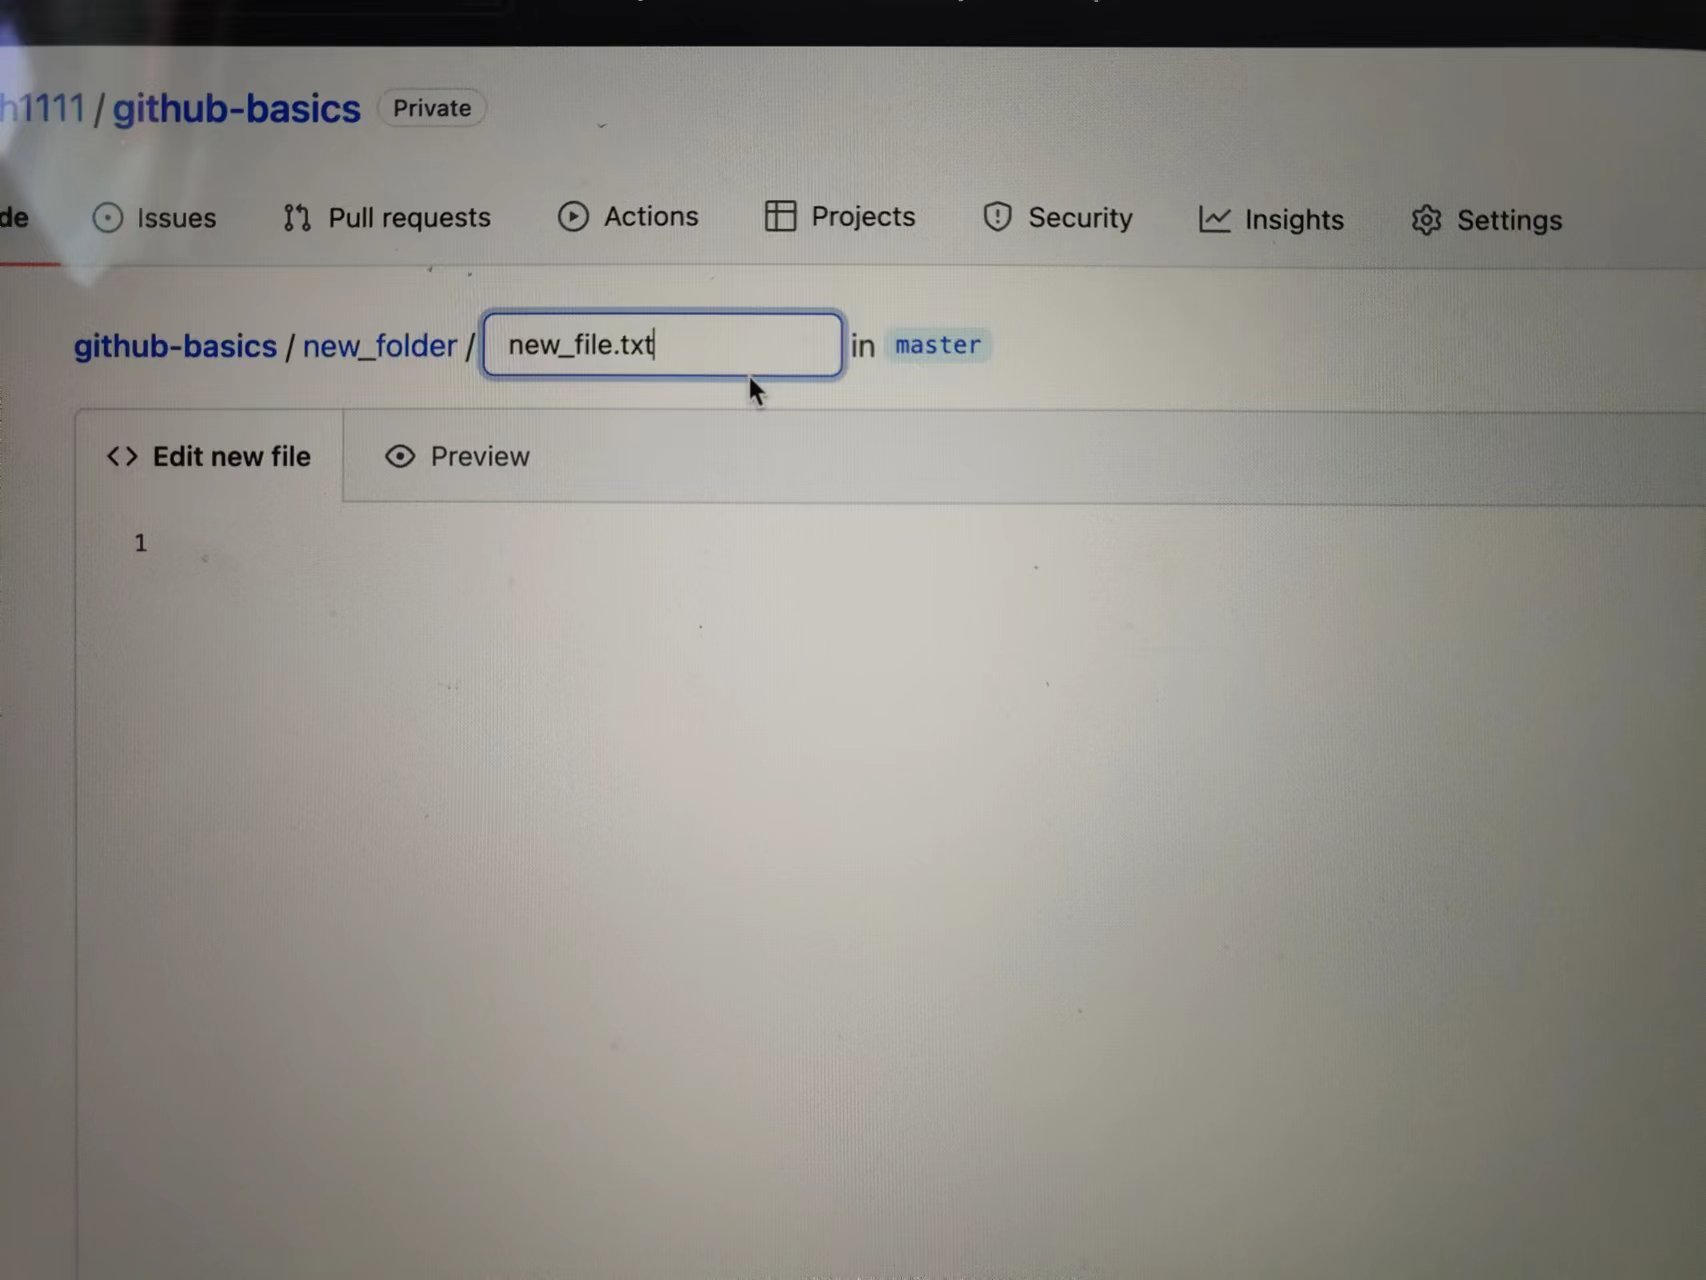 h1111 / github-basics Private
de Issues Pull requests Actions Projects Security Insights Settings
github-basics / new_folder / new_file.txt in master
Edit new file Preview
1